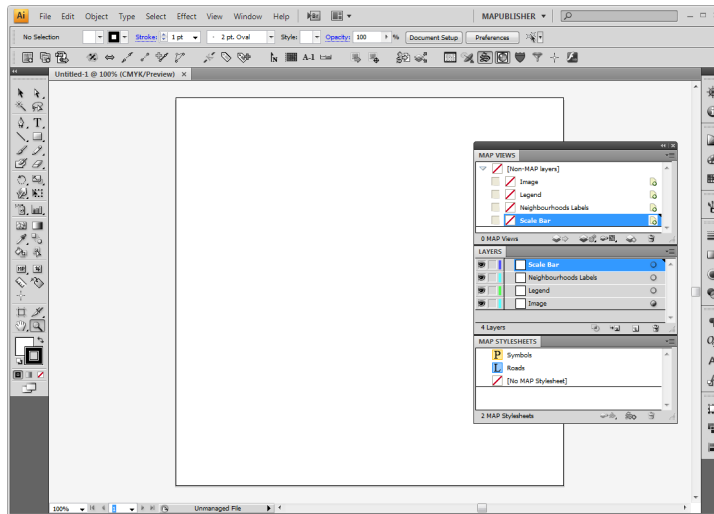 Ai File Edit Object Type Select Effect View Window Help Br MAPUBLISHER
No Selection Stroke: 1 pt 2 pt. Oval Style: Opacity: 100 % Document Setup Preferences
A-I
Untitled-1 @ 100% (CMYK/Preview) ×
MAP VIEWS
[Non-MAP layers]
Image
Legend
Neighbourhoods Labels
Scale Bar
0 MAP Views
LAYERS
Scale Bar
Neighbourhoods Labels
Legend
Image
4 Layers
MAP STYLESHEETS
P Symbols
L Roads
[No MAP Stylesheet]
2 MAP Stylesheets
100% 1 Unmanaged File